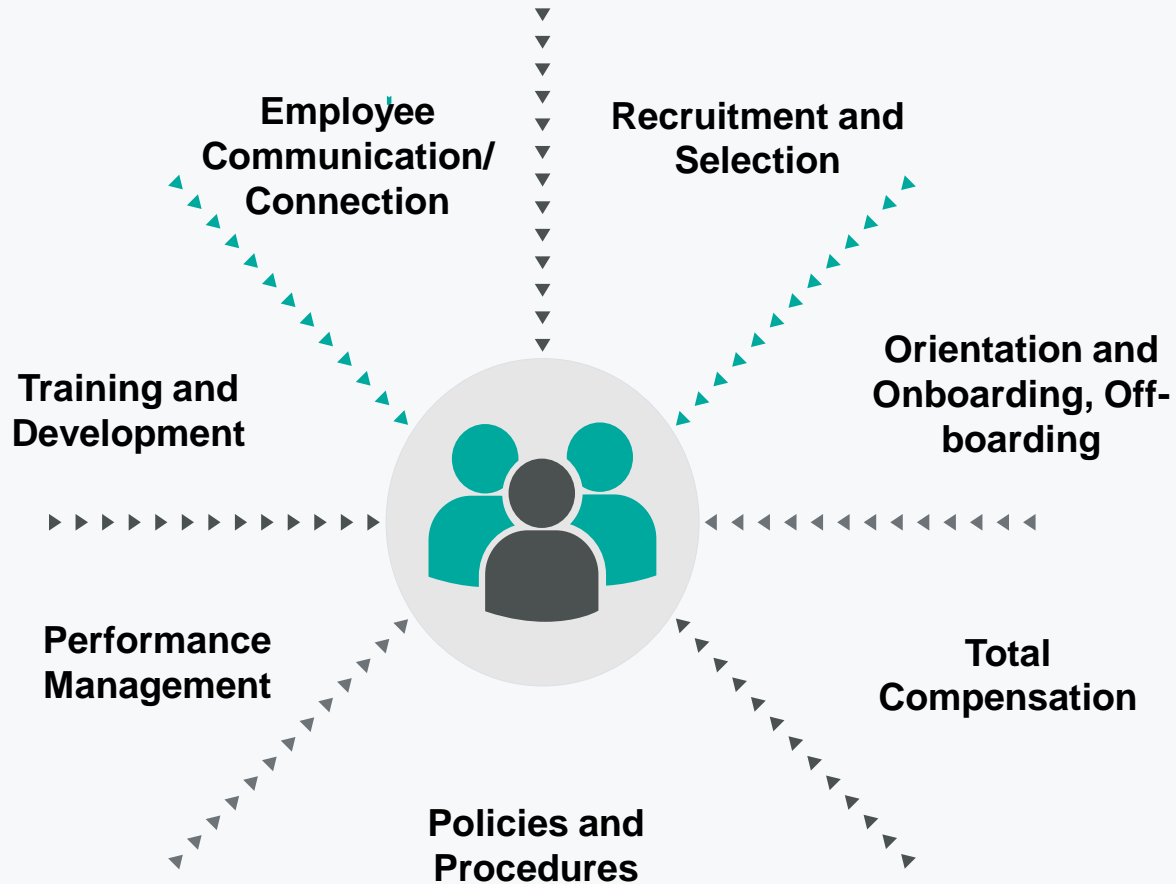 Employee
Communication/
Connection
Recruitment and
Selection
Training and
Development
Orientation and
Onboarding, Off-
boarding
Performance
Management
Total
Compensation
Policies and
Procedures